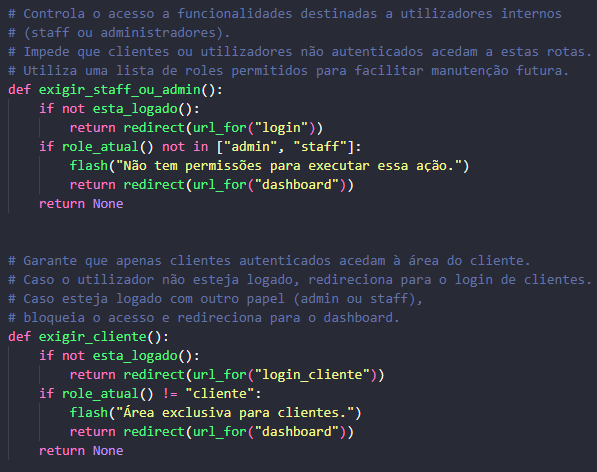 # Controla o acesso a funcionalidades destinadas a utilizadores internos
# (staff ou administradores).
# Impede que clientes ou utilizadores não autenticados acedam a estas rotas.
# Utiliza uma lista de roles permitidos para facilitar manutenção futura.
def exigir_staff_ou_admin():
    if not esta_logado():
        return redirect(url_for("login"))
    if role_atual() not in ["admin", "staff"]:
        flash("Não tem permissões para executar essa ação.")
        return redirect(url_for("dashboard"))
    return None

# Garante que apenas clientes autenticados acedam à área do cliente.
# Caso o utilizador não esteja logado, redireciona para o login de clientes.
# Caso esteja logado com outro papel (admin ou staff),
# bloqueia o acesso e redireciona para o dashboard.
def exigir_cliente():
    if not esta_logado():
        return redirect(url_for("login_cliente"))
    if role_atual() != "cliente":
        flash("Área exclusiva para clientes.")
        return redirect(url_for("dashboard"))
    return None